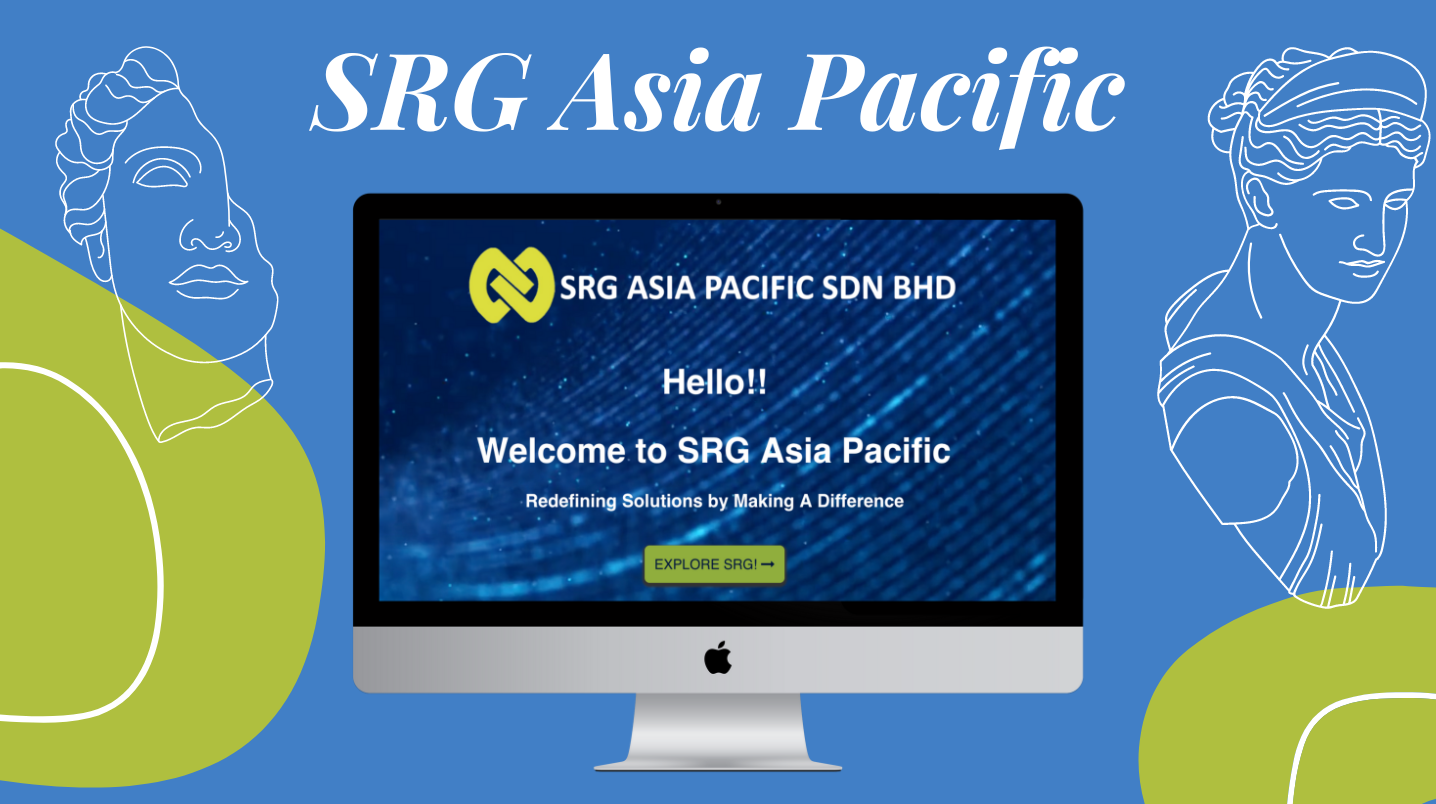 SRG Asia Pacific
SRG ASIA PACIFIC SDN BHD
Hello!!
Welcome to SRG Asia Pacific
Redefining Solutions by Making A Difference
EXPLORE SRG! →